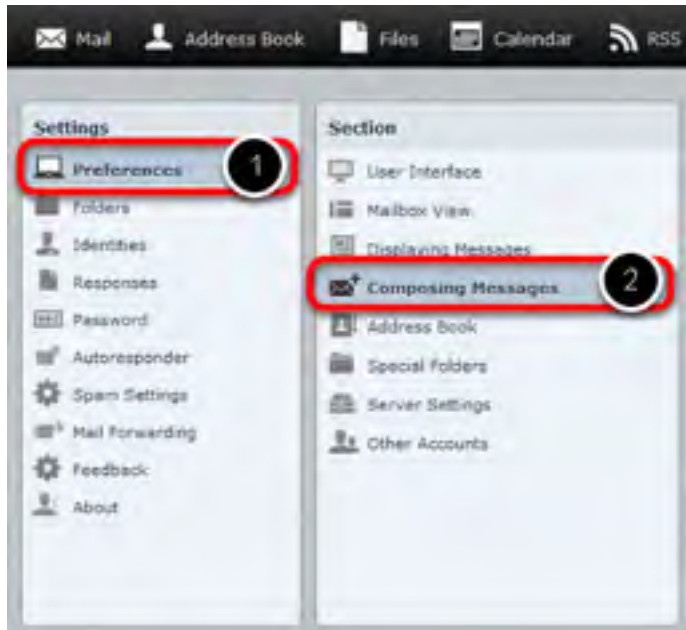 Mail Address Book Files Calendar RSS
Settings
Preferences 1
Folders
Identities
Responses
Password
Autoresponder
Spam Settings
Mail Forwarding
Feedback
About
Section
User Interface
Mailbox View
Displaying Messages
Composing Messages 2
Address Book
Special Folders
Server Settings
Other Accounts